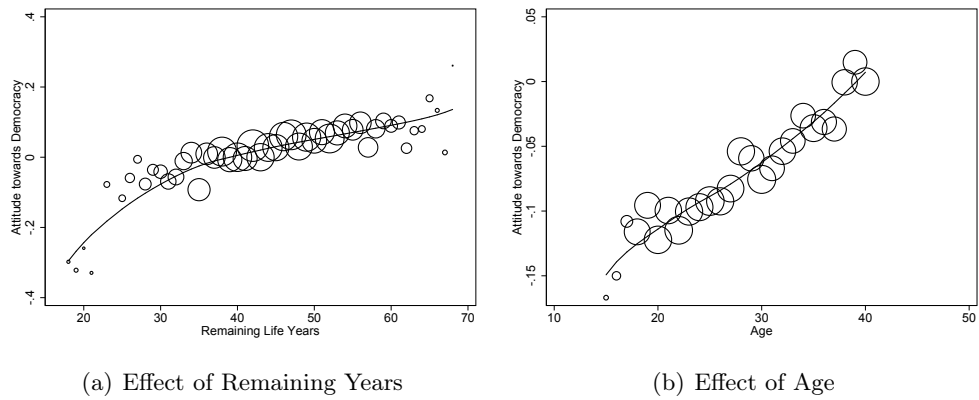 .4
.2
0
-.2
-.4
Attitude towards Democracy
20 30 40 50 60 70
Remaining Life Years
(a) Effect of Remaining Years
.05
0
-.05
-.1
-.15
Attitude towards Democracy
10 20 30 40 50
Age
(b) Effect of Age